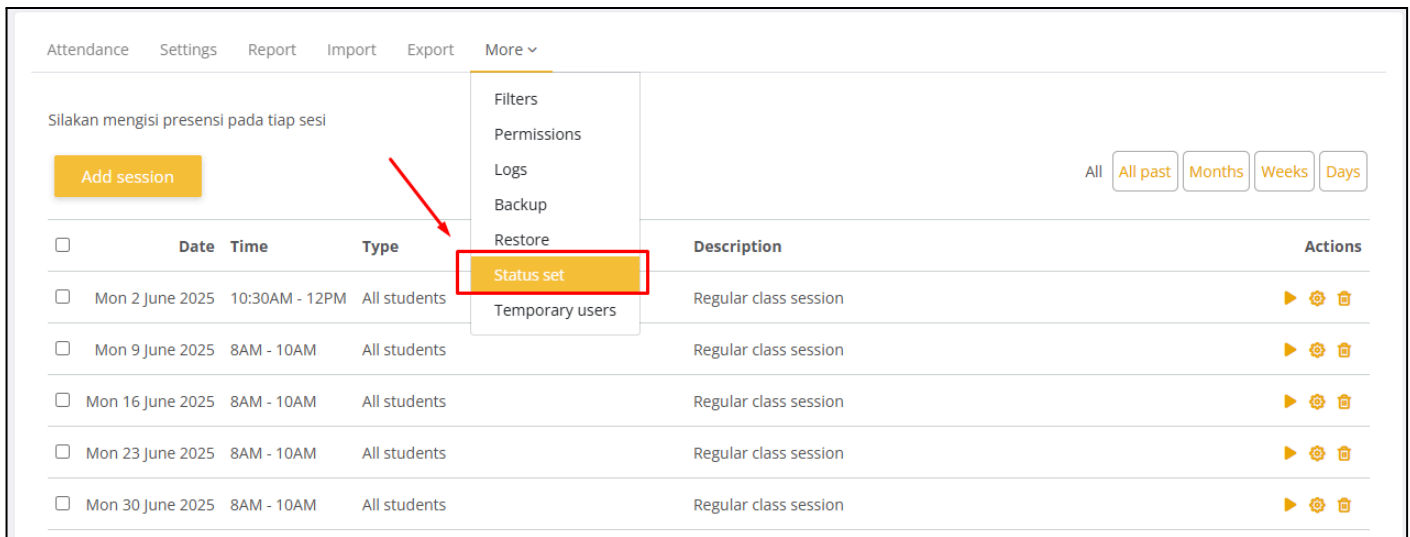 Attendance Settings Report Import Export More
Filters
Silakan mengisi presensi pada tiap sesi
Permissions
Logs
Add session
All All past Months Weeks Days
Backup
Restore
Date Time Type Description Actions
Status set
Mon 2 June 2025 10:30AM - 12PM All students Regular class session
Temporary users
Mon 9 June 2025 8AM - 10AM All students Regular class session
Mon 16 June 2025 8AM - 10AM All students Regular class session
Mon 23 June 2025 8AM - 10AM All students Regular class session
Mon 30 June 2025 8AM - 10AM All students Regular class session